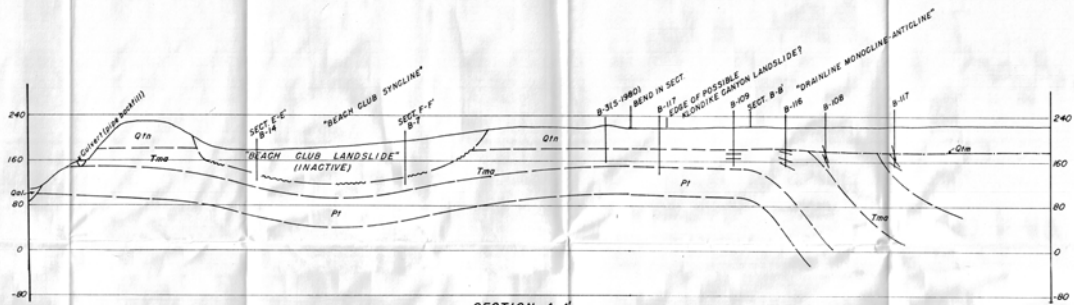 "DRAINLINE MONOCLINE-ANTICLINE"
"BEACH CLUB SYNCLINE"
Culvert (pipe backfill)
SECT. E-E'
B-14
SECT. F-F'
B-7
B-3(S-1980)
BEND IN SECT.
B-117
EDGE OF POSSIBLE
KLONDIKE CANYON LANDSLIDE?
B-109
SECT. B-B'
B-116
B-108
B-117
240
240
Qtn
Qtn
Qtm
160
160
Tma
"BEACH CLUB LANDSLIDE"
(INACTIVE)
Tma
Pt
Qal
80
80
Pt
Tma
0
0
-80
-80